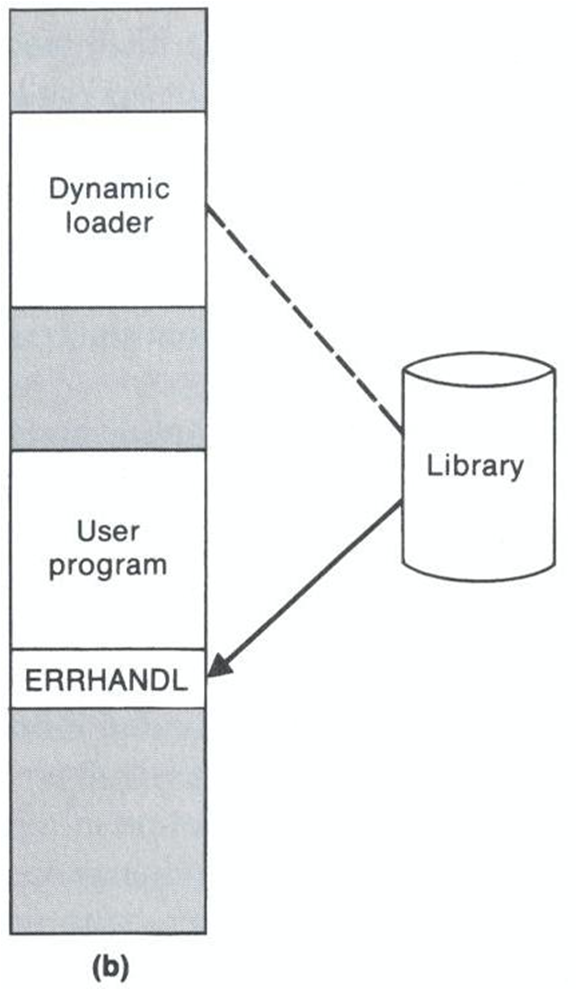 Dynamic
loader
Library
User
program
ERRHANDL
(b)